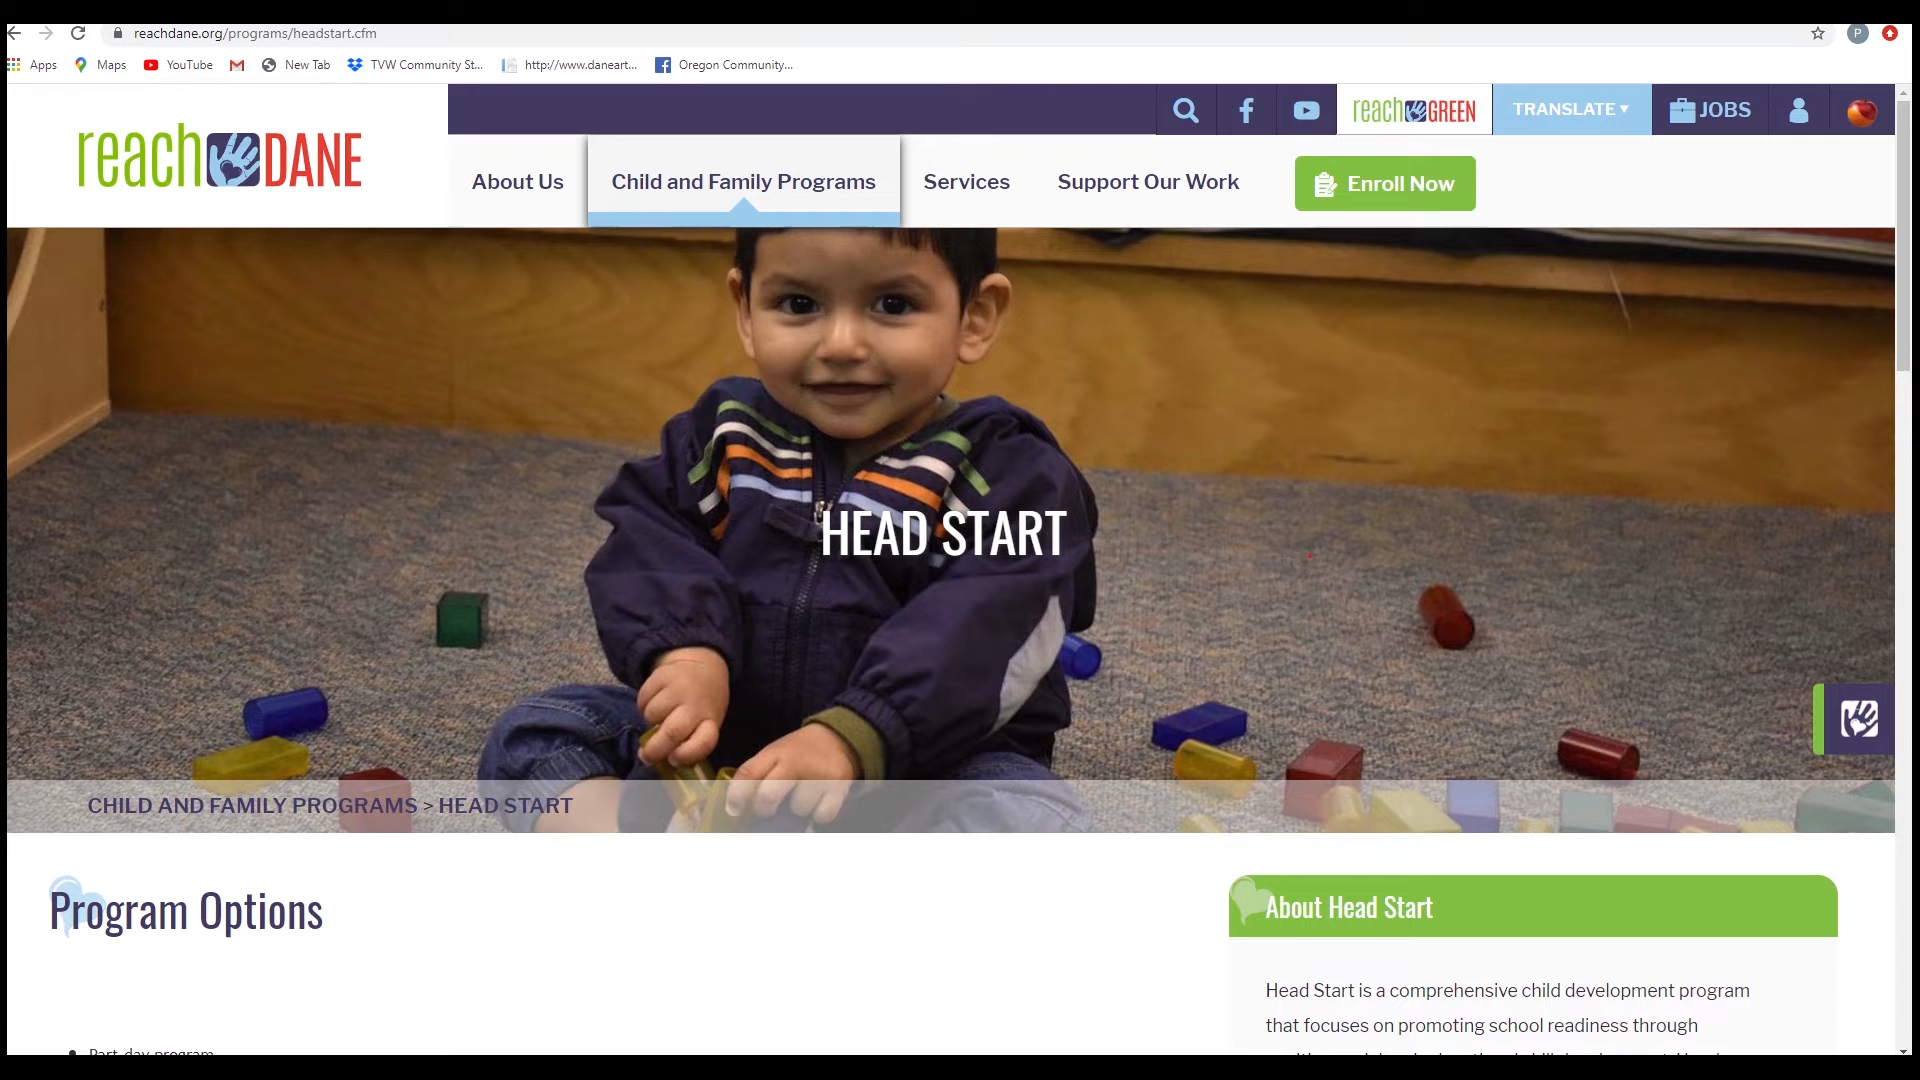 reachdane.org/programs/headstart.cfm
P
Apps Maps YouTube New Tab TVW Community St... http://www.daneart... Oregon Community...
reach GREEN TRANSLATE JOBS
reach DANE
About Us Child and Family Programs Services Support Our Work Enroll Now
HEAD START
CHILD AND FAMILY PROGRAMS > HEAD START
Program Options
About Head Start
Head Start is a comprehensive child development program
that focuses on promoting school readiness through
Part-day program